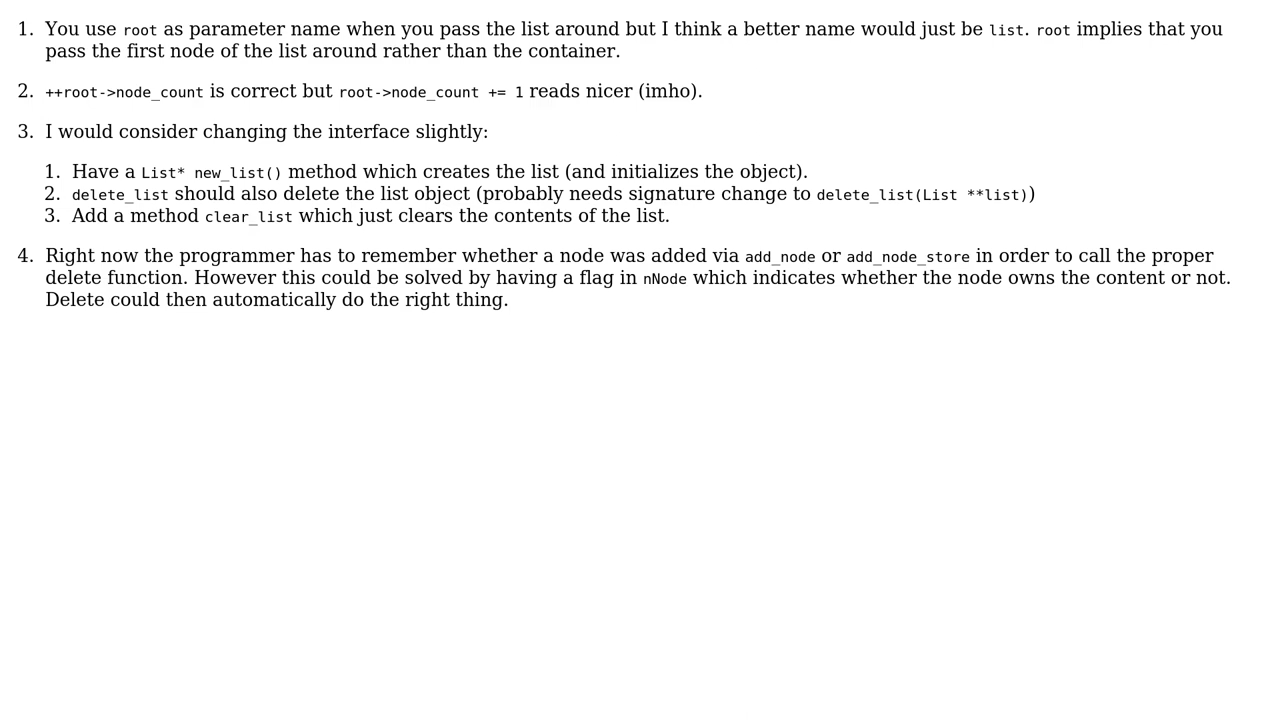 1. You use root as parameter name when you pass the list around but I think a better name would just be list. root implies that you
pass the first node of the list around rather than the container.
2. ++root->node_count is correct but root->node_count += 1 reads nicer (imho).
3. I would consider changing the interface slightly:
1. Have a List* new_list() method which creates the list (and initializes the object).
2. delete_list should also delete the list object (probably needs signature change to delete_list(List **list))
3. Add a method clear_list which just clears the contents of the list.
4. Right now the programmer has to remember whether a node was added via add_node or add_node_store in order to call the proper
delete function. However this could be solved by having a flag in nNode which indicates whether the node owns the content or not.
Delete could then automatically do the right thing.